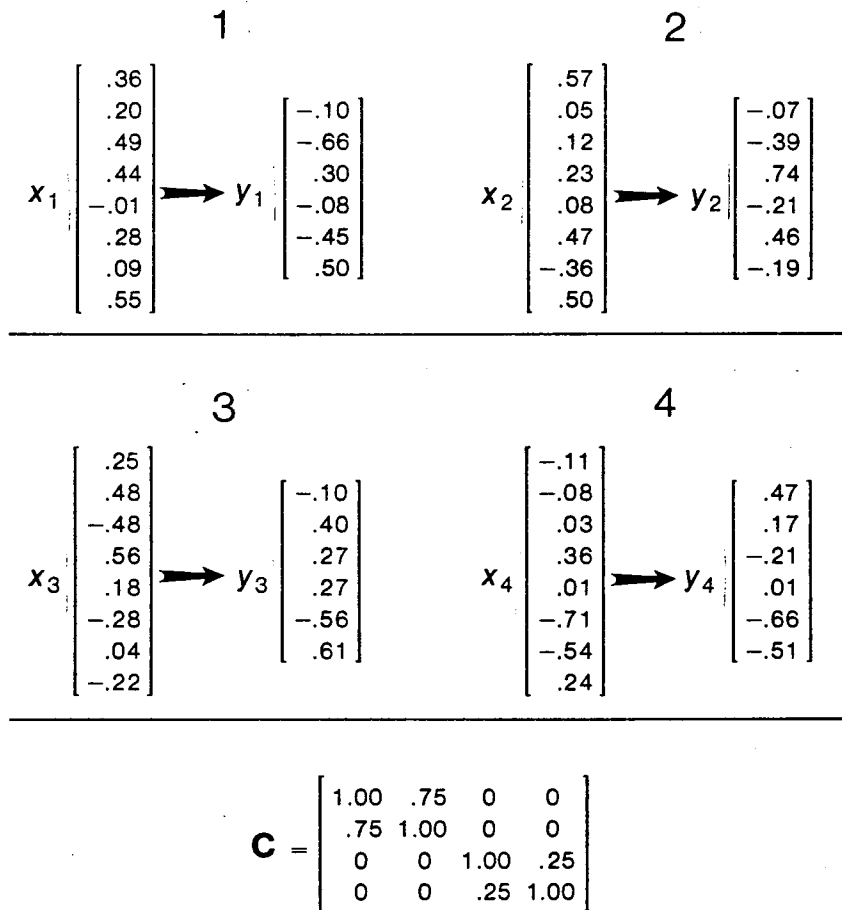 1 2
.36 .57
.20 −.10 .05 −.07
.49 −.66 .12 −.39
.44 .30 .23 .74
x₁ −.01 y₁ −.08 x₂ .08 y₂ −.21
.28 −.45 .47 .46
.09 .50 −.36 −.19
.55 .50
3 4
.25 −.11
.48 −.10 −.08 .47
−.48 .40 .03 .17
.56 .27 .36 −.21
x₃ .18 y₃ .27 x₄ .01 y₄ .01
−.28 −.56 −.71 −.66
.04 .61 −.54 −.51
−.22 .24
1.00 .75 0 0
.75 1.00 0 0
C =
0 0 1.00 .25
0 0 .25 1.00